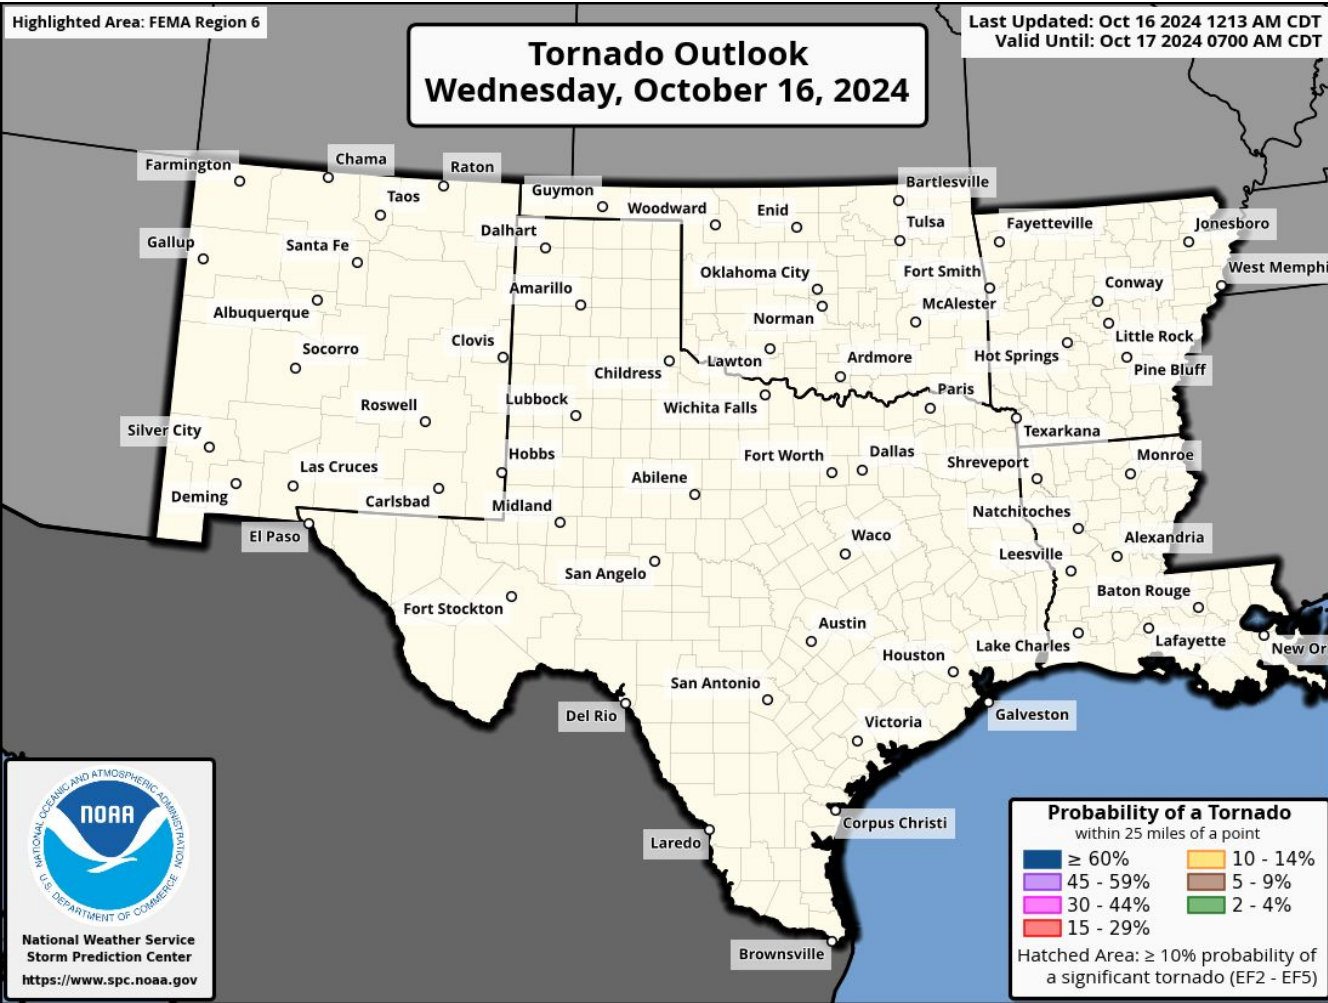 Highlighted Area: FEMA Region 6
Last Updated: Oct 16 2024 1213 AM CDT
Valid Until: Oct 17 2024 0700 AM CDT
Tornado Outlook
Wednesday, October 16, 2024
Farmington
Chama
Raton
Taos
Guymon
Woodward
Enid
Bartlesville
Tulsa
Fayetteville
Jonesboro
Gallup
Santa Fe
Dalhart
Oklahoma City
Fort Smith
West Memphi
Amarillo
Conway
Albuquerque
Norman
McAlester
Socorro
Clovis
Childress
Lawton
Ardmore
Hot Springs
Little Rock
Pine Bluff
Roswell
Lubbock
Wichita Falls
Paris
Silver City
Texarkana
Las Cruces
Hobbs
Abilene
Fort Worth
Dallas
Shreveport
Monroe
Deming
Carlsbad
Midland
Natchitoches
El Paso
Waco
Leesville
Alexandria
San Angelo
Baton Rouge
Fort Stockton
Austin
Lake Charles
Lafayette
New Or
Houston
San Antonio
Del Rio
Victoria
Galveston
Corpus Christi
Laredo
Brownsville
NATIONAL OCEANIC AND ATMOSPHERIC ADMINISTRATION
NOAA
U.S. DEPARTMENT OF COMMERCE
National Weather Service
Storm Prediction Center
https://www.spc.noaa.gov
Probability of a Tornado
within 25 miles of a point
≥ 60%
45 - 59%
30 - 44%
15 - 29%
10 - 14%
5 - 9%
2 - 4%
Hatched Area: ≥ 10% probability of
a significant tornado (EF2 - EF5)